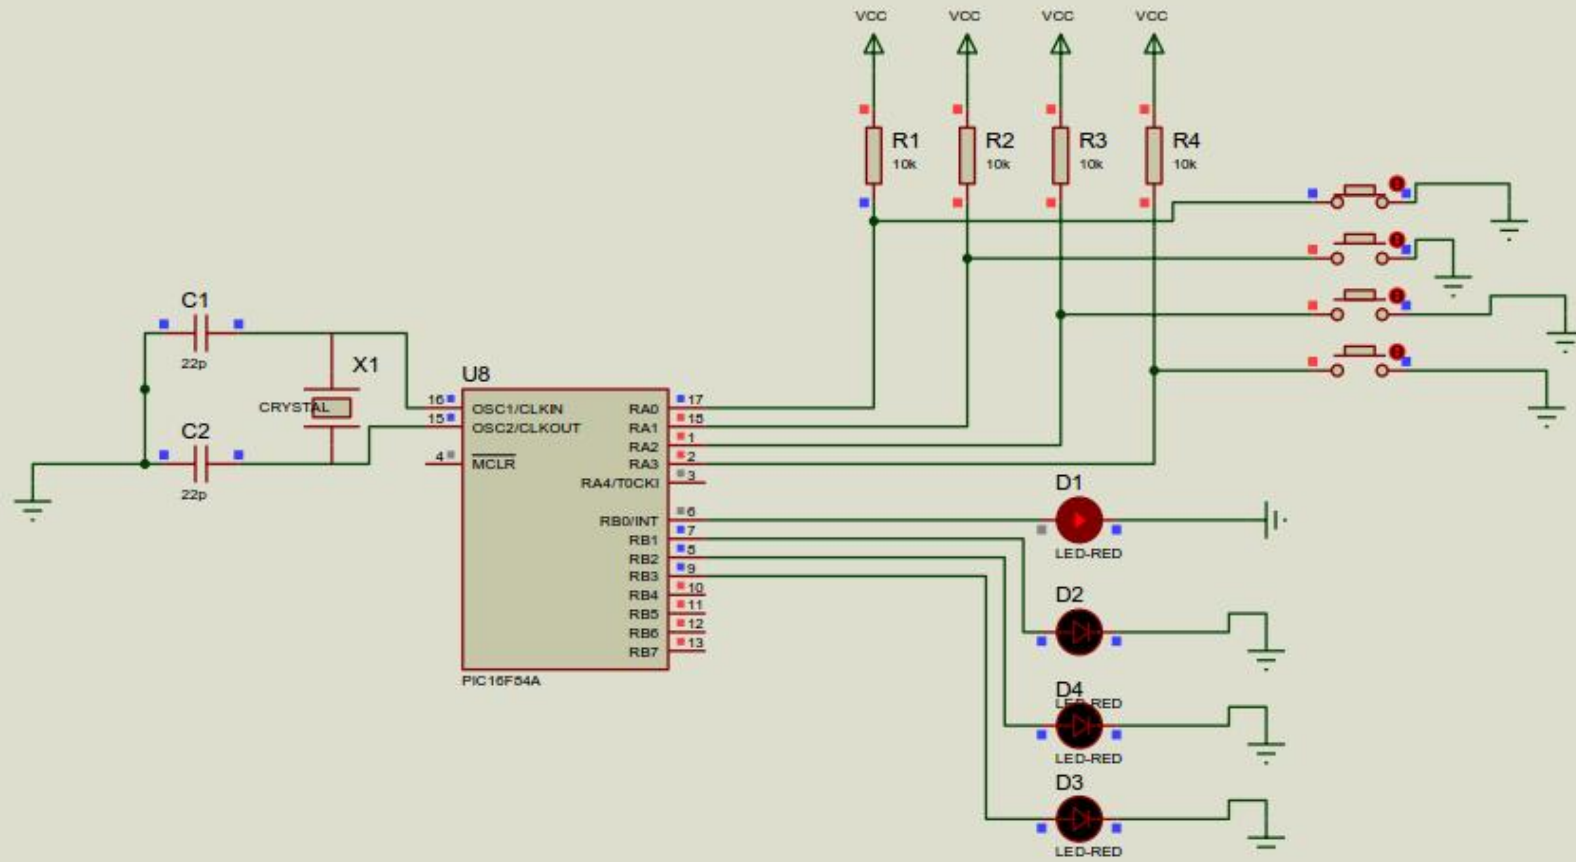 VCC
VCC
VCC
VCC
R1
10k
R2
10k
R3
10k
R4
10k
C1
22p
X1
CRYSTAL
C2
22p
U8
16
OSC1/CLKIN
15
OSC2/CLKOUT
4
MCLR
RA0
17
RA1
18
RA2
1
RA3
2
RA4/T0CKI
3
RB0/INT
6
RB1
7
RB2
8
RB3
9
RB4
10
RB5
11
RB6
12
RB7
13
PIC16F84A
D1
LED-RED
D2
LED-RED
D4
LED-RED
D3
LED-RED